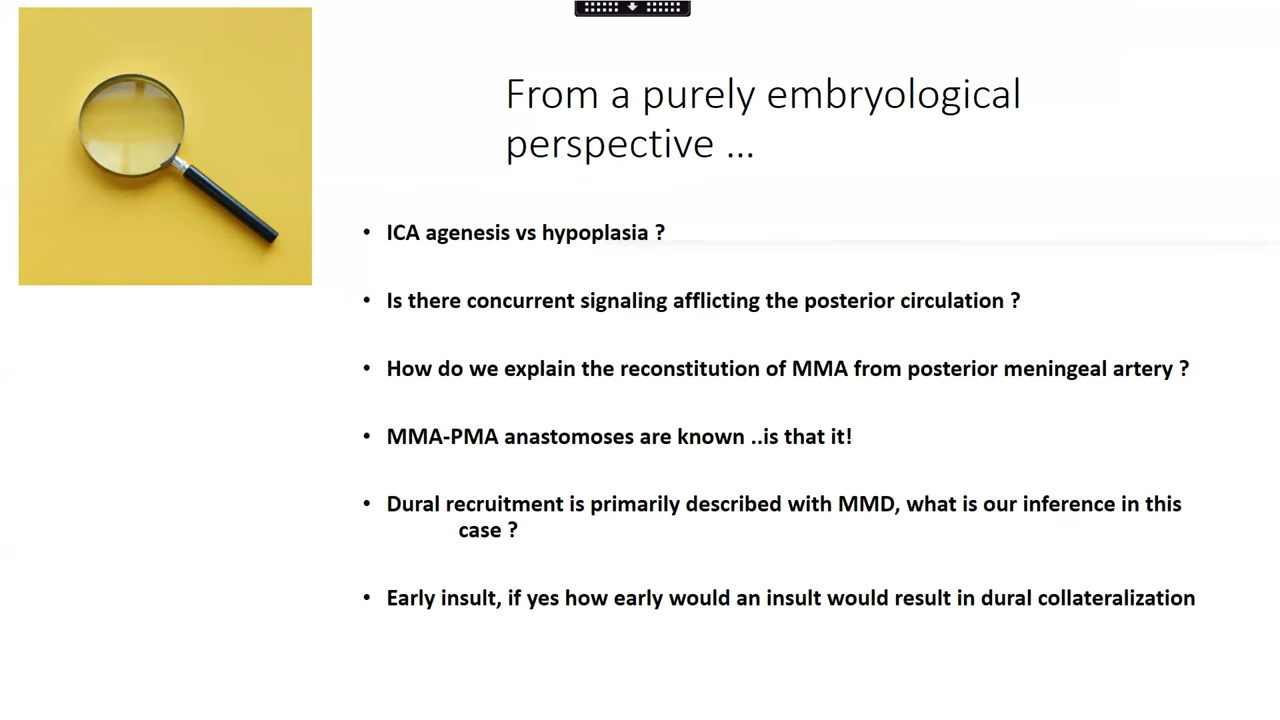 From a purely embryological
perspective ...
• ICA agenesis vs hypoplasia ?
• Is there concurrent signaling afflicting the posterior circulation ?
• How do we explain the reconstitution of MMA from posterior meningeal artery ?
• MMA-PMA anastomoses are known ..is that it!
• Dural recruitment is primarily described with MMD, what is our inference in this
case ?
• Early insult, if yes how early would an insult would result in dural collateralization